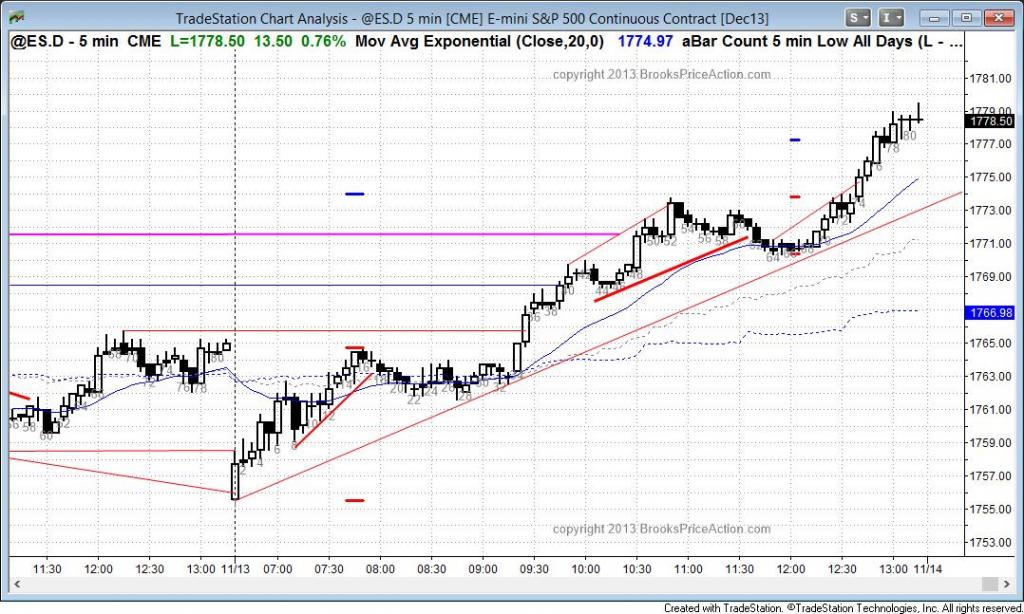 TradeStation Chart Analysis - @ES.D 5 min [CME] E-mini S&P 500 Continuous Contract [Dec13]
S I
@ES.D - 5 min CME L=1778.50 13.50 0.76% Mov Avg Exponential (Close,20,0) 1774.97 aBar Count 5 min Low All Days (L - ...
copyright 2013 BrooksPriceAction.com
1781.00
1779.00
1778.50
1777.00
1775.00
1773.00
1771.00
1769.00
1766.98
1765.00
1763.00
1761.00
1759.00
1757.00
1755.00
1753.00
copyright 2013 BrooksPriceAction.com
11:30 12:00 12:30 13:00 11/13 07:00 07:30 08:00 08:30 09:00 09:30 10:00 10:30 11:00 11:30 12:00 12:30 13:00 11/14
Created with TradeStation. ©TradeStation Technologies, Inc. All rights reserved.